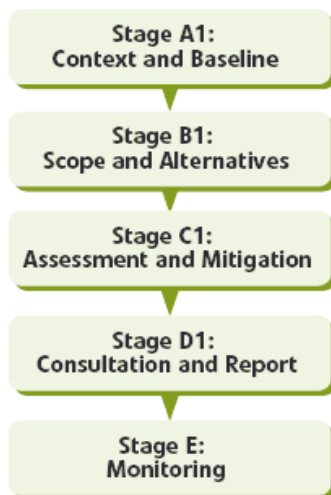 Stage A1:
Context and Baseline
Stage B1:
Scope and Alternatives
Stage C1:
Assessment and Mitigation
Stage D1:
Consultation and Report
Stage E:
Monitoring